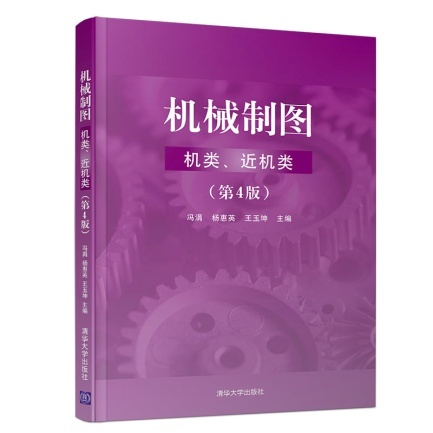 机械制图
机类、近机类
（第4版）
冯涓 杨惠英 王玉坤 主编
清华大学出版社
机械制图
机类、近机类
（第4版）
冯涓 杨惠英 王玉坤 主编
清华大学出版社